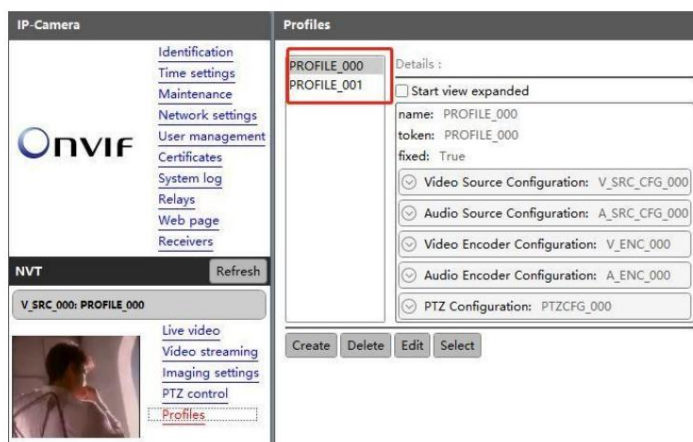 IP-Camera
ONVIF
Identification
Time settings
Maintenance
Network settings
User management
Certificates
System log
Relays
Web page
Receivers
NVT
Refresh
V_SRC_000: PROFILE_000
Live video
Video streaming
Imaging settings
PTZ control
Profiles
Profiles
PROFILE_000
PROFILE_001
Details :
Start view expanded
name: PROFILE_000
token: PROFILE_000
fixed: True
Video Source Configuration: V_SRC_CFG_000
Audio Source Configuration: A_SRC_CFG_000
Video Encoder Configuration: V_ENC_000
Audio Encoder Configuration: A_ENC_000
PTZ Configuration: PTZCFG_000
Create Delete Edit Select